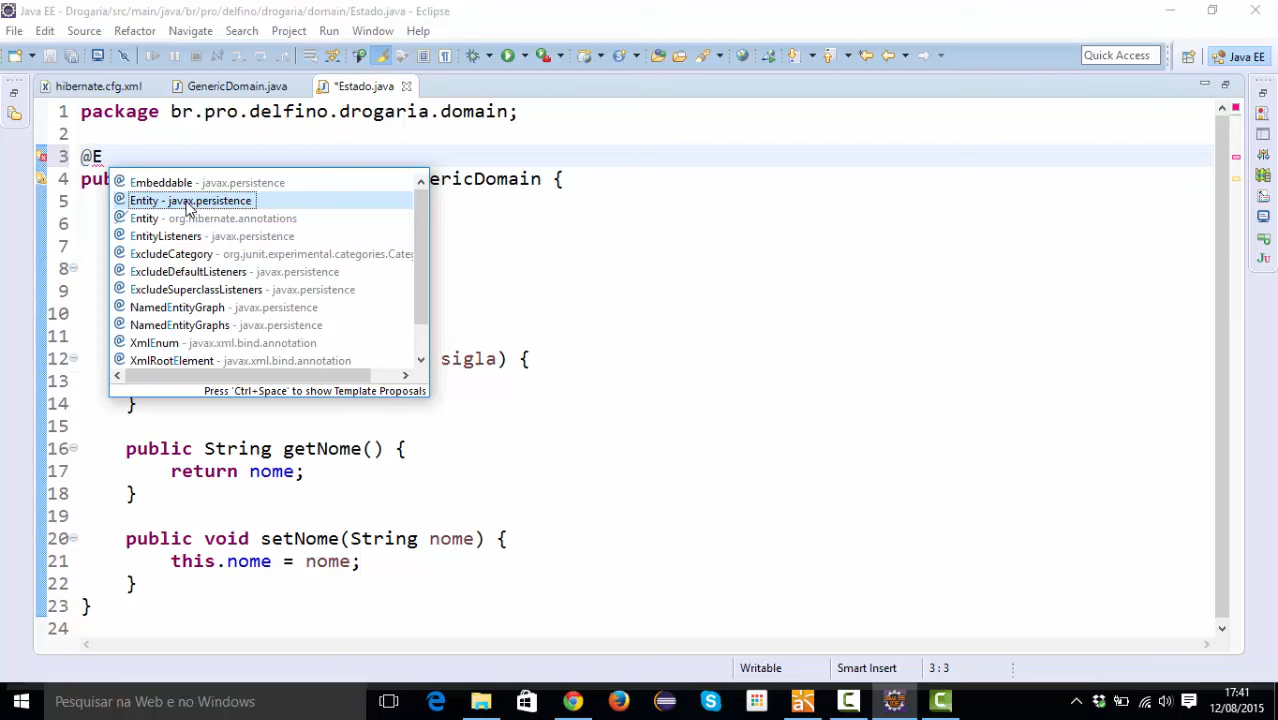 Java EE - Drogaria/src/main/java/br/pro/delfino/drogaria/domain/Estado.java - Eclipse
File Edit Source Refactor Navigate Search Project Run Window Help
Quick Access Java EE
hibernate.cfg.xml GenericDomain.java *Estado.java
1 package br.pro.delfino.drogaria.domain;
2
3 @E
4 pub ericDomain {
5
6
7
8
9
10
11
12 sigla) {
13
14 }
15
16 public String getNome() {
17 return nome;
18 }
19
20 public void setNome(String nome) {
21 this.nome = nome;
22 }
23 }
24
Embeddable - javax.persistence
Entity - javax.persistence
Entity - org.hibernate.annotations
EntityListeners - javax.persistence
ExcludeCategory - org.junit.experimental.categories.Categ
ExcludeDefaultListeners - javax.persistence
ExcludeSuperclassListeners - javax.persistence
NamedEntityGraph - javax.persistence
NamedEntityGraphs - javax.persistence
XmlEnum - javax.xml.bind.annotation
XmlRootElement - javax.xml.bind.annotation
Press 'Ctrl+Space' to show Template Proposals
Writable Smart Insert 3 : 3
Pesquisar na Web e no Windows
17:41
12/08/2015